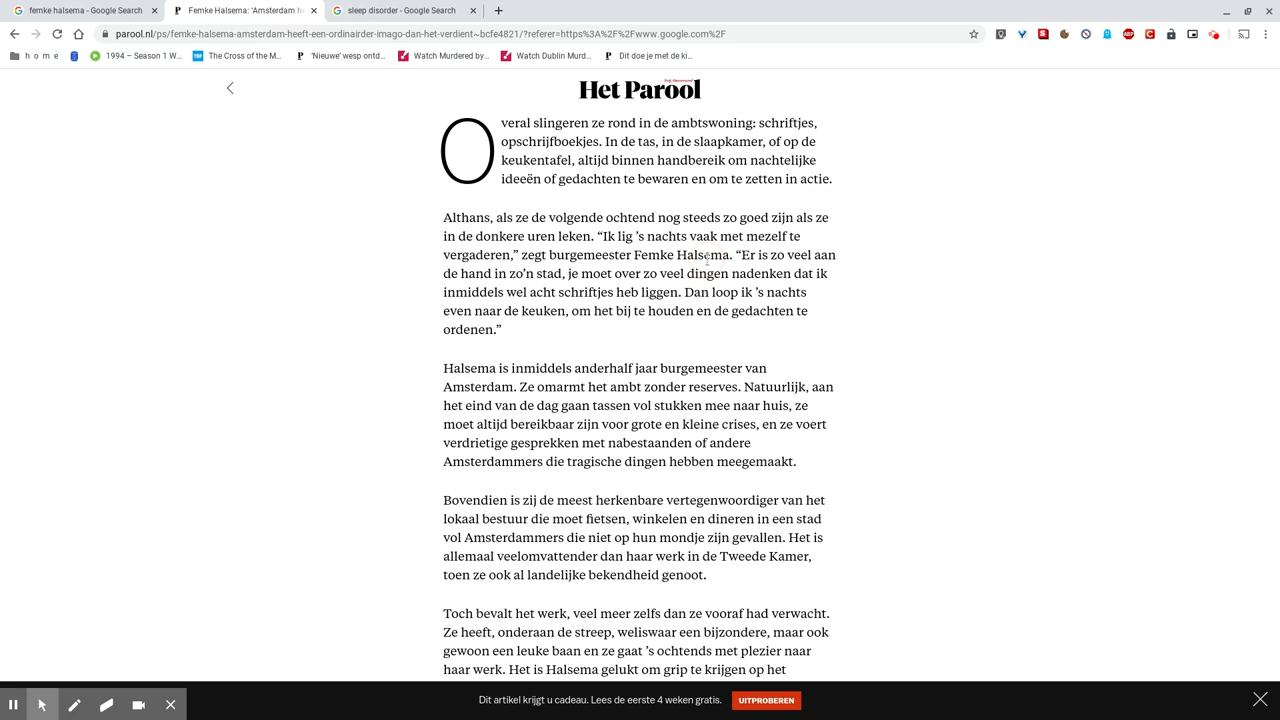 femke halsema - Google Search
Femke Halsema: 'Amsterdam he
sleep disorder - Google Search
parool.nl/ps/femke-halsema-amsterdam-heeft-een-ordinairder-imago-dan-het-verdient~bcfe4821/?referer=https%3A%2F%2Fwww.google.com%2F
h o m e
1994 – Season 1 W...
The Cross of the M...
'Nieuwe' wesp ontd...
Watch Murdered by...
Watch Dublin Murd...
Dit doe je met de ki...
Het Parool
Overal slingeren ze rond in de ambtswoning: schriftjes,
opschrijfboekjes. In de tas, in de slaapkamer, of op de
keukentafel, altijd binnen handbereik om nachtelijke
ideeën of gedachten te bewaren en om te zetten in actie.
Althans, als ze de volgende ochtend nog steeds zo goed zijn als ze
in de donkere uren leken. “Ik lig ’s nachts vaak met mezelf te
vergaderen,” zegt burgemeester Femke Halsema. “Er is zo veel aan
de hand in zo’n stad, je moet over zo veel dingen nadenken dat ik
inmiddels wel acht schriftjes heb liggen. Dan loop ik ’s nachts
even naar de keuken, om het bij te houden en de gedachten te
ordenen.”
Halsema is inmiddels anderhalf jaar burgemeester van
Amsterdam. Ze omarmt het ambt zonder reserves. Natuurlijk, aan
het eind van de dag gaan tassen vol stukken mee naar huis, ze
moet altijd bereikbaar zijn voor grote en kleine crises, en ze voert
verdrietige gesprekken met nabestaanden of andere
Amsterdammers die tragische dingen hebben meegemaakt.
Bovendien is zij de meest herkenbare vertegenwoordiger van het
lokaal bestuur die moet fietsen, winkelen en dineren in een stad
vol Amsterdammers die niet op hun mondje zijn gevallen. Het is
allemaal veelomvattender dan haar werk in de Tweede Kamer,
toen ze ook al landelijke bekendheid genoot.
Toch bevalt het werk, veel meer zelfs dan ze vooraf had verwacht.
Ze heeft, onderaan de streep, weliswaar een bijzondere, maar ook
gewoon een leuke baan en ze gaat ’s ochtends met plezier naar
haar werk. Het is Halsema gelukt om grip te krijgen op het
Dit artikel krijgt u cadeau. Lees de eerste 4 weken gratis.
UITPROBEREN